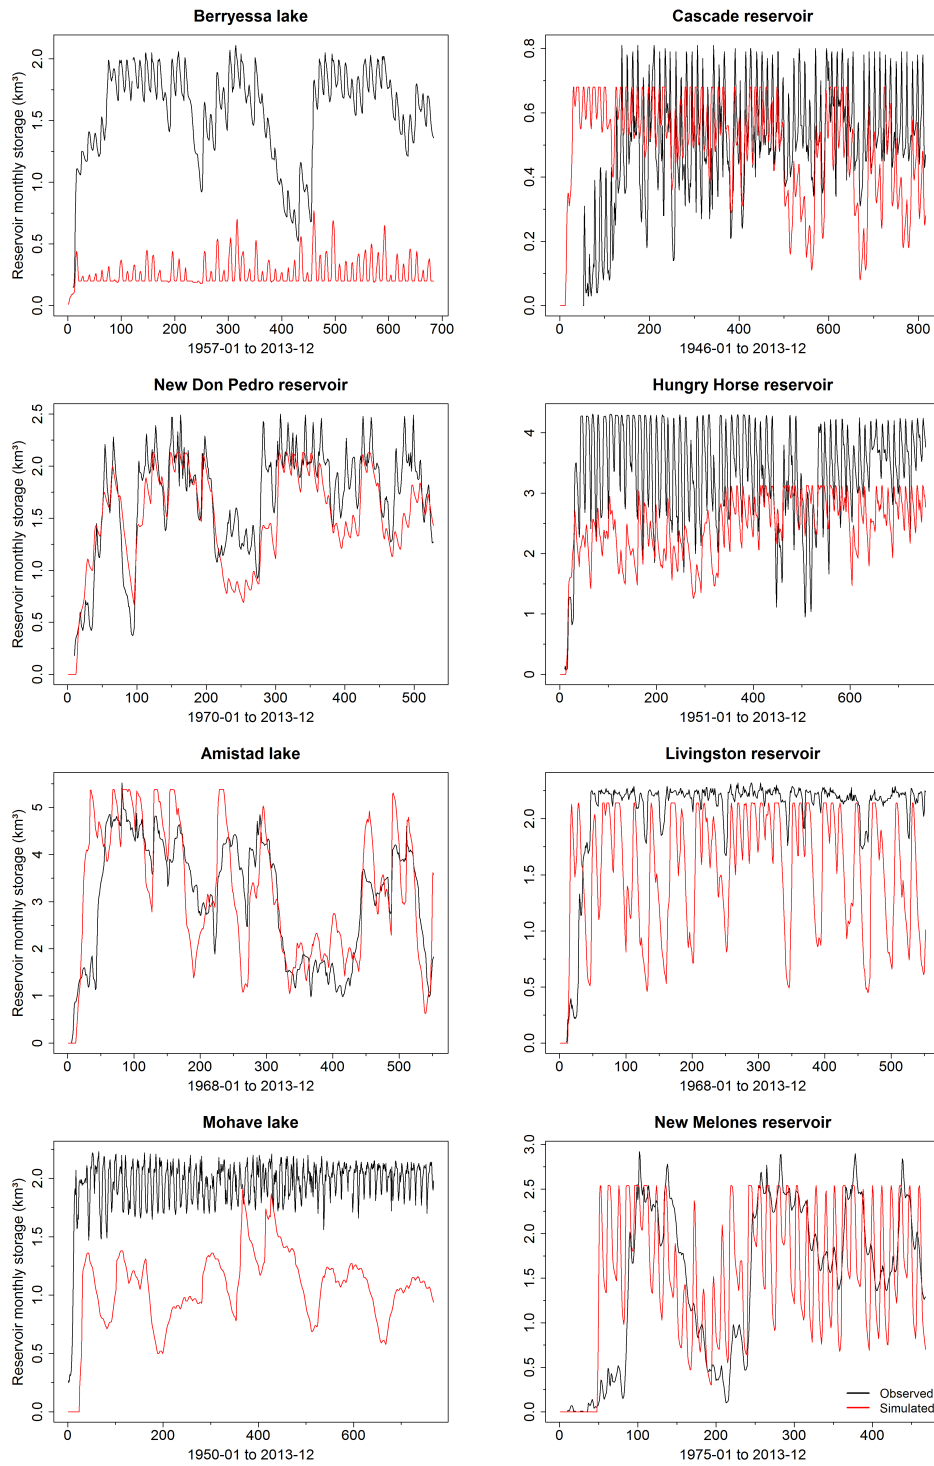 Berryessa lake
Reservoir monthly storage (km³)
0.0 0.5 1.0 1.5 2.0
0 100 200 300 400 500 600 700
1957-01 to 2013-12
Cascade reservoir
0.0 0.2 0.4 0.6 0.8
0 200 400 600 800
1946-01 to 2013-12
New Don Pedro reservoir
Reservoir monthly storage (km³)
0.0 0.5 1.0 1.5 2.0 2.5
0 100 200 300 400 500
1970-01 to 2013-12
Hungry Horse reservoir
0 1 2 3 4
0 200 400 600
1951-01 to 2013-12
Amistad lake
Reservoir monthly storage (km³)
0 1 2 3 4 5
0 100 200 300 400 500
1968-01 to 2013-12
Livingston reservoir
0.0 0.5 1.0 1.5 2.0
0 100 200 300 400 500
1968-01 to 2013-12
Mohave lake
Reservoir monthly storage (km³)
0.0 0.5 1.0 1.5 2.0
0 200 400 600
1950-01 to 2013-12
New Melones reservoir
0.0 0.5 1.0 1.5 2.0 2.5 3.0
0 100 200 300 400
1975-01 to 2013-12
Observed
Simulated